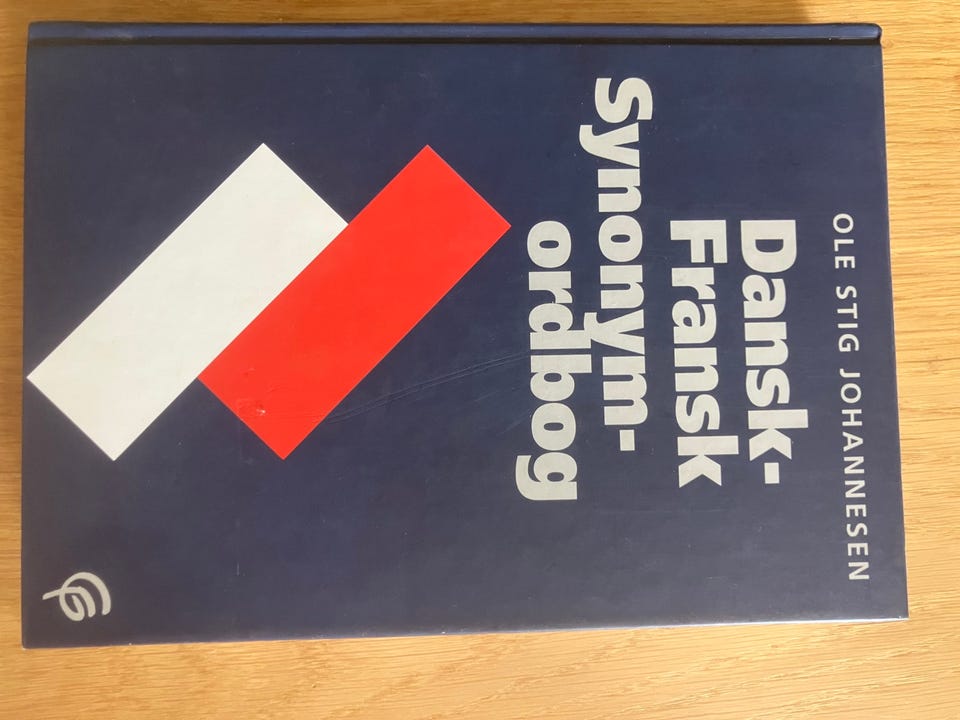 OLE STIG JOHANNESEN
Dansk-
Fransk
Synonym-
ordbog